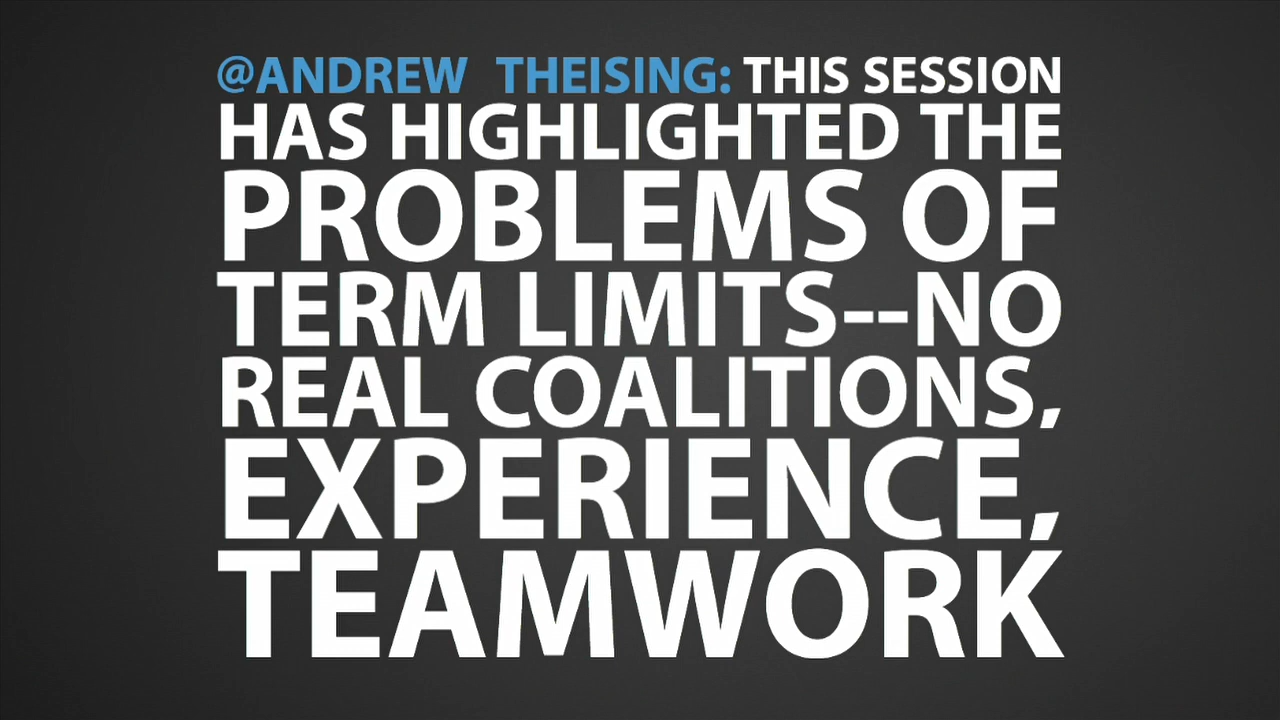 @ANDREW THEISING: THIS SESSION
HAS HIGHLIGHTED THE
PROBLEMS OF
TERM LIMITS--NO
REAL COALITIONS,
EXPERIENCE,
TEAMWORK